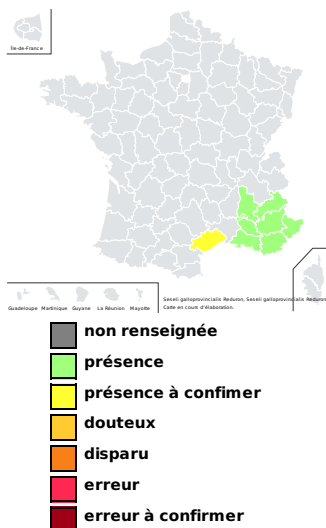 Île-de-France
Guadeloupe Martinique Guyane La Réunion Mayotte
Seseli galloprovincialis Reduron, Seseli galloprovincialis Reduron
Carte en cours d'élaboration.
non renseignée
présence
présence à confimer
douteux
disparu
erreur
erreur à confirmer